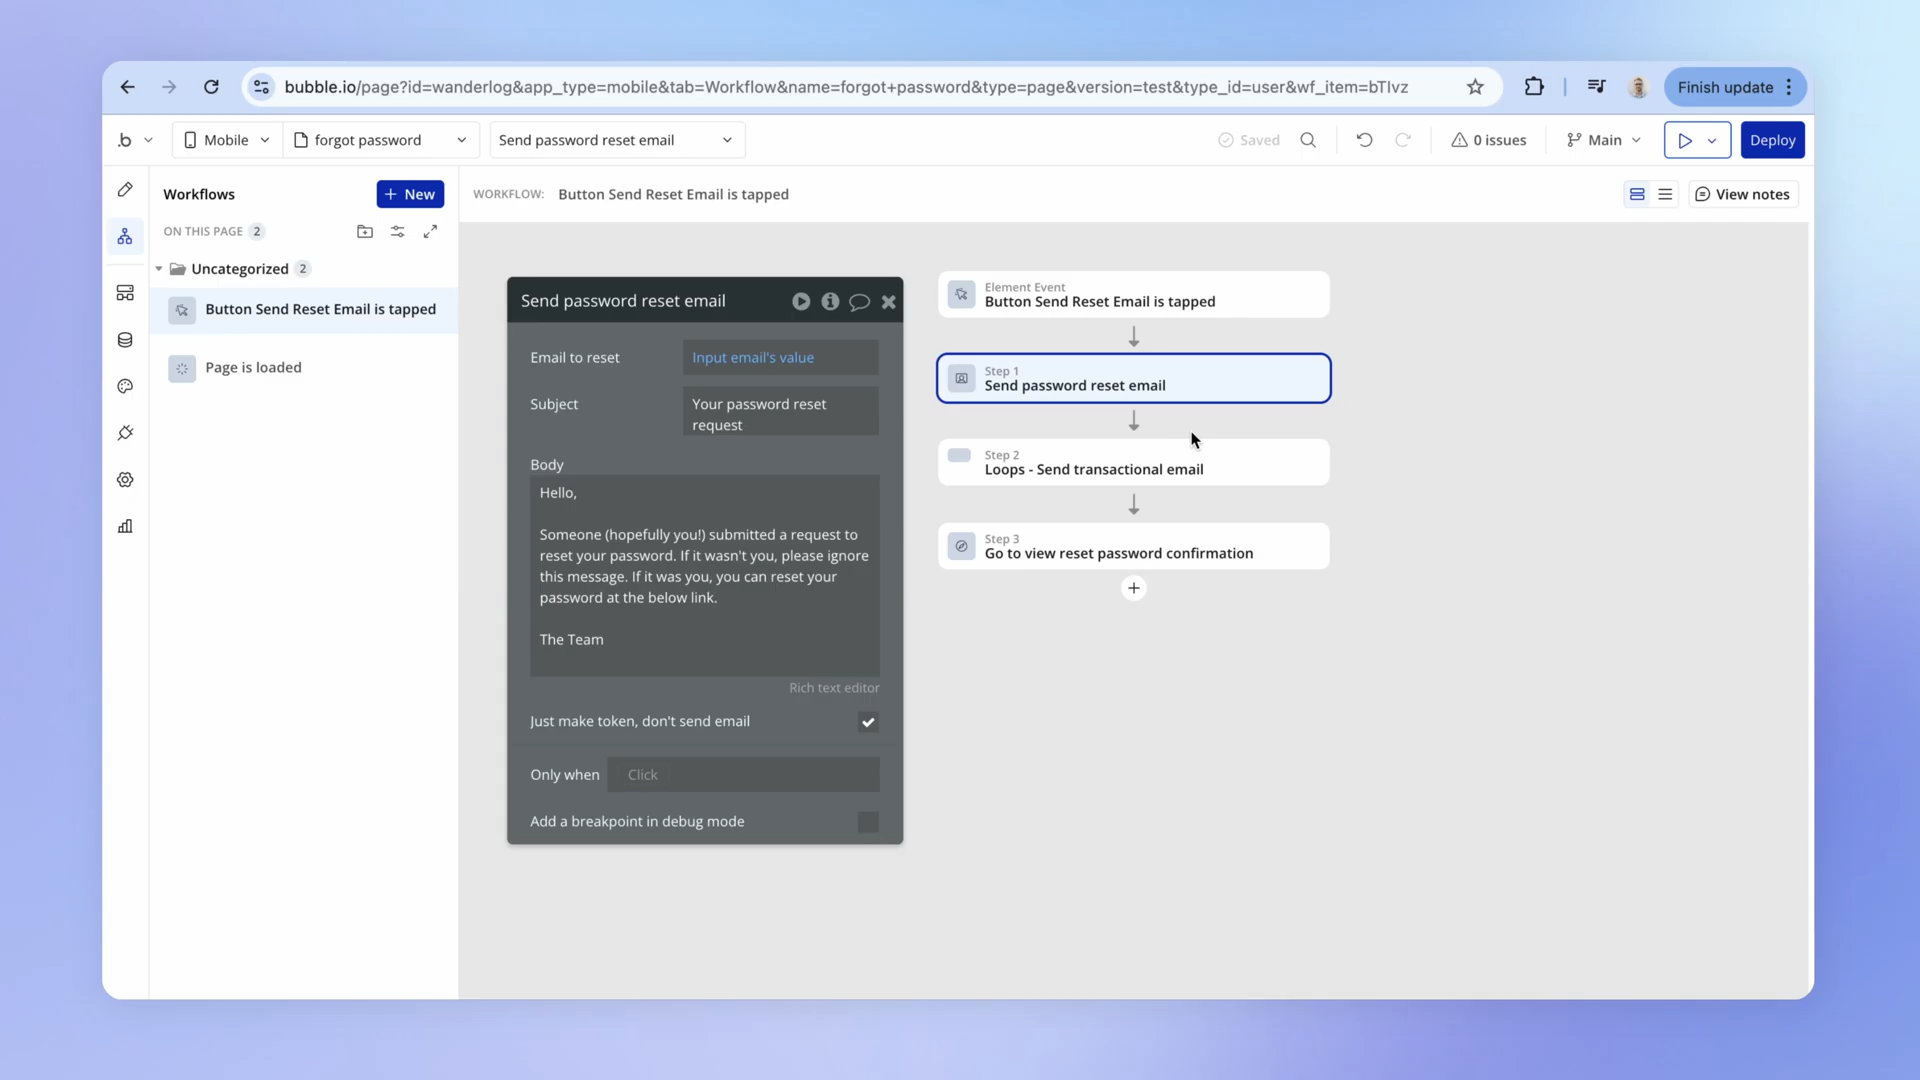 bubble.io/page?id=wanderlog&app_type=mobile&tab=Workflow&name=forgot+password&type=page&version=test&type_id=user&wf_item=bTIvz
Finish update
b
Mobile
forgot password
Send password reset email
Saved
0 issues
Main
Deploy
Workflows
+ New
WORKFLOW: Button Send Reset Email is tapped
View notes
ON THIS PAGE 2
Uncategorized 2
Button Send Reset Email is tapped
Page is loaded
Send password reset email
Email to reset
Input email's value
Subject
Your password reset
request
Body
Hello,
Someone (hopefully you!) submitted a request to
reset your password. If it wasn't you, please ignore
this message. If it was you, you can reset your
password at the below link.
The Team
Rich text editor
Just make token, don't send email
Only when
Click
Add a breakpoint in debug mode
Element Event
Button Send Reset Email is tapped
Step 1
Send password reset email
Step 2
Loops - Send transactional email
Step 3
Go to view reset password confirmation